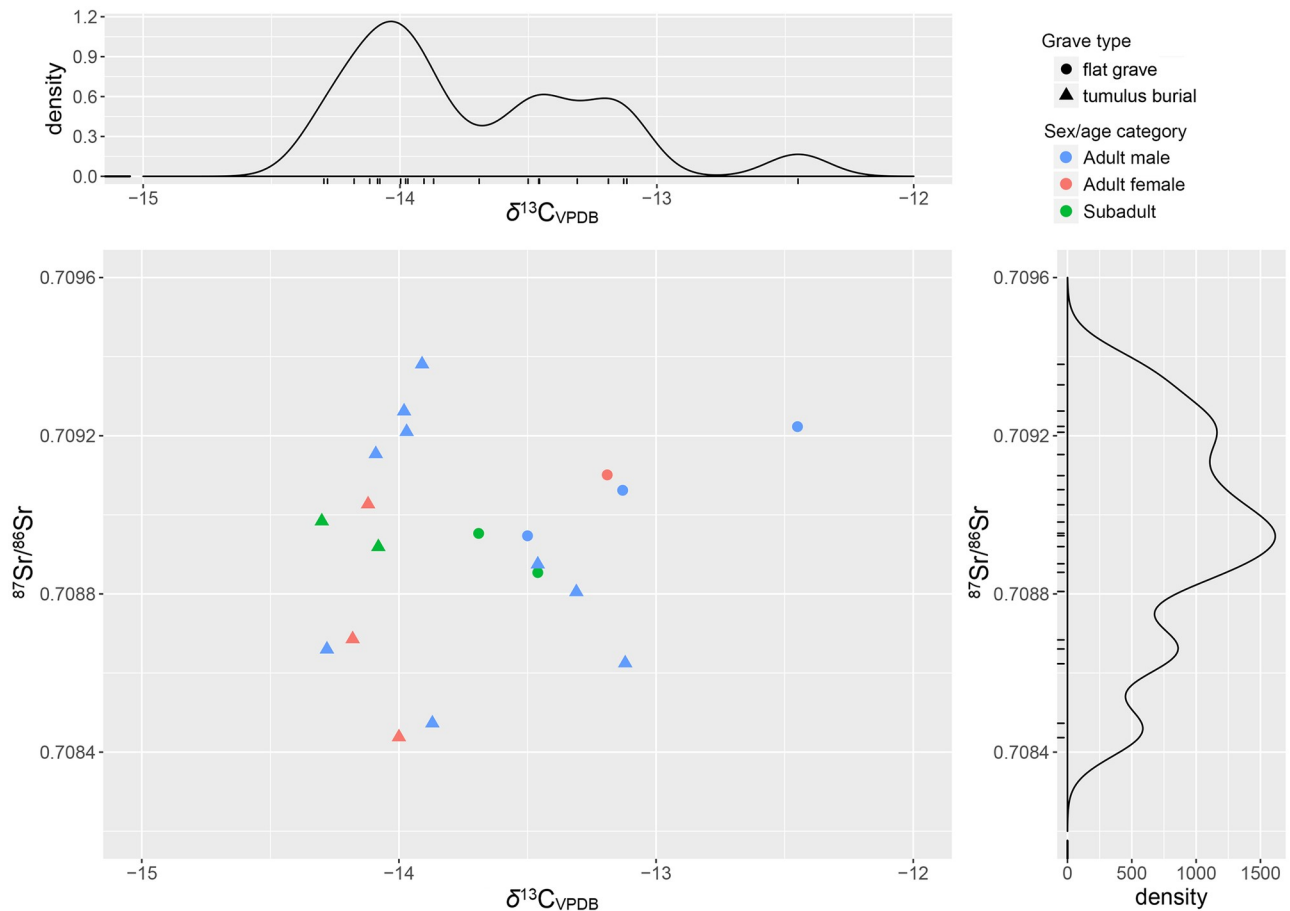 1.2
0.9
0.6
0.3
0.0
density
−15
−14
−13
−12
δ¹³C_VPDB
Grave type
flat grave
tumulus burial
Sex/age category
Adult male
Adult female
Subadult
0.7096
0.7092
0.7088
0.7084
⁸⁷Sr/⁸⁶Sr
−15
−14
−13
−12
δ¹³C_VPDB
0.7096
0.7092
0.7088
0.7084
⁸⁷Sr/⁸⁶Sr
0
500
1000
1500
density